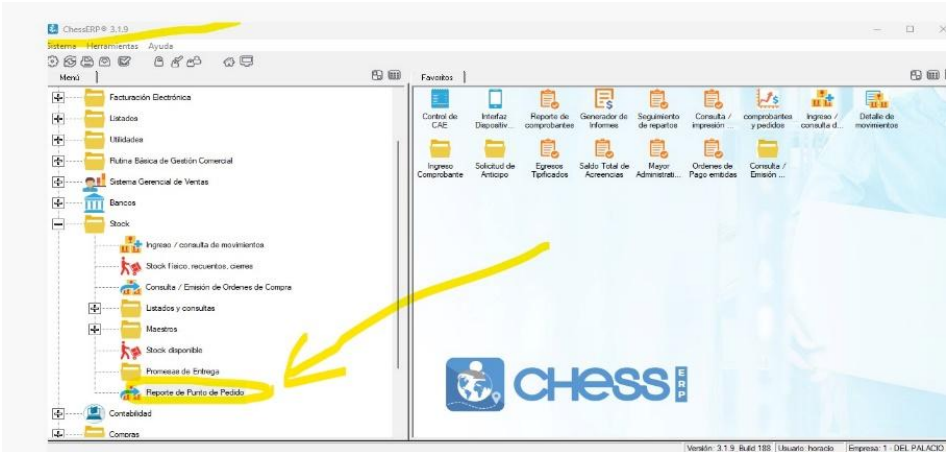 ChessERP® 3.1.9
Sistema Herramientas Ayuda
Menú
Facturación Electrónica
Listados
Utilidades
Rutina Básica de Gestión Comercial
Sistema Gerencial de Ventas
Bancos
Stock
Ingreso / consulta de movimientos
Stock físico, recuentos, cierres
Consulta / Emisión de Ordenes de Compra
Listados y consultas
Maestros
Stock disponible
Promesas de Entrega
Reporte de Punto de Pedido
Contabilidad
Compras
Favoritos
Control de CAE
Interfaz Dispositiv...
Reporte de comprobantes
Generador de Informes
Seguimiento de repartos
Consulta / impresión ...
comprobantes y pedidos
Ingreso / consulta d...
Detalle de movimientos
Ingreso Comprobante
Solicitud de Anticipo
Egresos Tipificados
Saldo Total de Acreencias
Mayor Administrati...
Ordenes de Pago emitidas
Consulta / Emisión ...
CHESS ERP
Versión: 3.1.9 Build 188 Usuario: horacio Empresa: 1 - DEL PALACIO